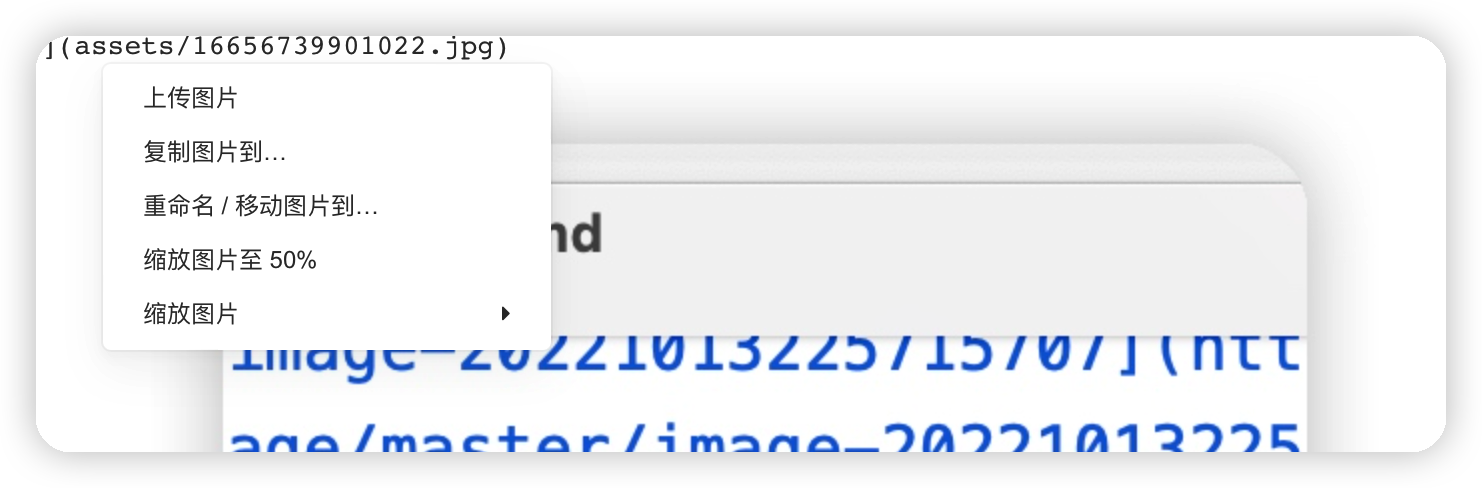 ](assets/16656739901022.jpg)
上传图片
复制图片到…
重命名 / 移动图片到…
缩放图片至 50%
缩放图片
nd
image-20221013225715707](htt
age/master/image-20221013225